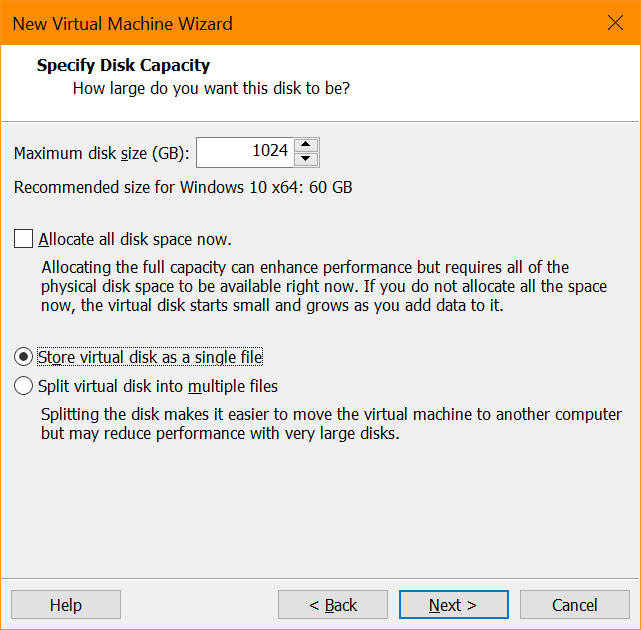 New Virtual Machine Wizard
Specify Disk Capacity
How large do you want this disk to be?
Maximum disk size (GB): 1024
Recommended size for Windows 10 x64: 60 GB
Allocate all disk space now.
Allocating the full capacity can enhance performance but requires all of the
physical disk space to be available right now. If you do not allocate all the space
now, the virtual disk starts small and grows as you add data to it.
Store virtual disk as a single file
Split virtual disk into multiple files
Splitting the disk makes it easier to move the virtual machine to another computer
but may reduce performance with very large disks.
Help < Back Next > Cancel